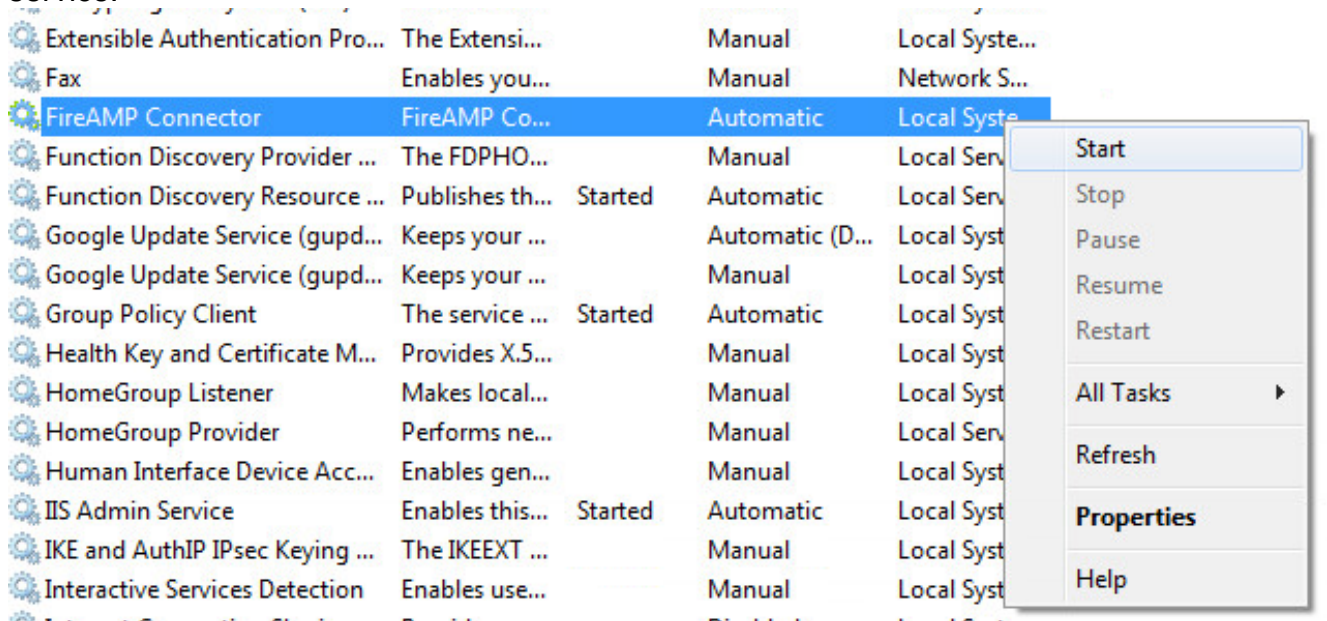 Extensible Authentication Pro... The Extensi... Manual Local Syste...
Fax Enables you... Manual Network S...
FireAMP Connector FireAMP Co... Automatic Local Syste
Function Discovery Provider ... The FDPHO... Manual Local Serv
Function Discovery Resource ... Publishes th... Started Automatic Local Serv
Google Update Service (gupd... Keeps your ... Automatic (D... Local Syst
Google Update Service (gupd... Keeps your ... Manual Local Syst
Group Policy Client The service ... Started Automatic Local Syst
Health Key and Certificate M... Provides X.5... Manual Local Syst
HomeGroup Listener Makes local... Manual Local Syst
HomeGroup Provider Performs ne... Manual Local Serv
Human Interface Device Acc... Enables gen... Manual Local Syst
IIS Admin Service Enables this... Started Automatic Local Syst
IKE and AuthIP IPsec Keying ... The IKEEXT ... Manual Local Syst
Interactive Services Detection Enables use... Manual Local Syst
Start
Stop
Pause
Resume
Restart
All Tasks
Refresh
Properties
Help